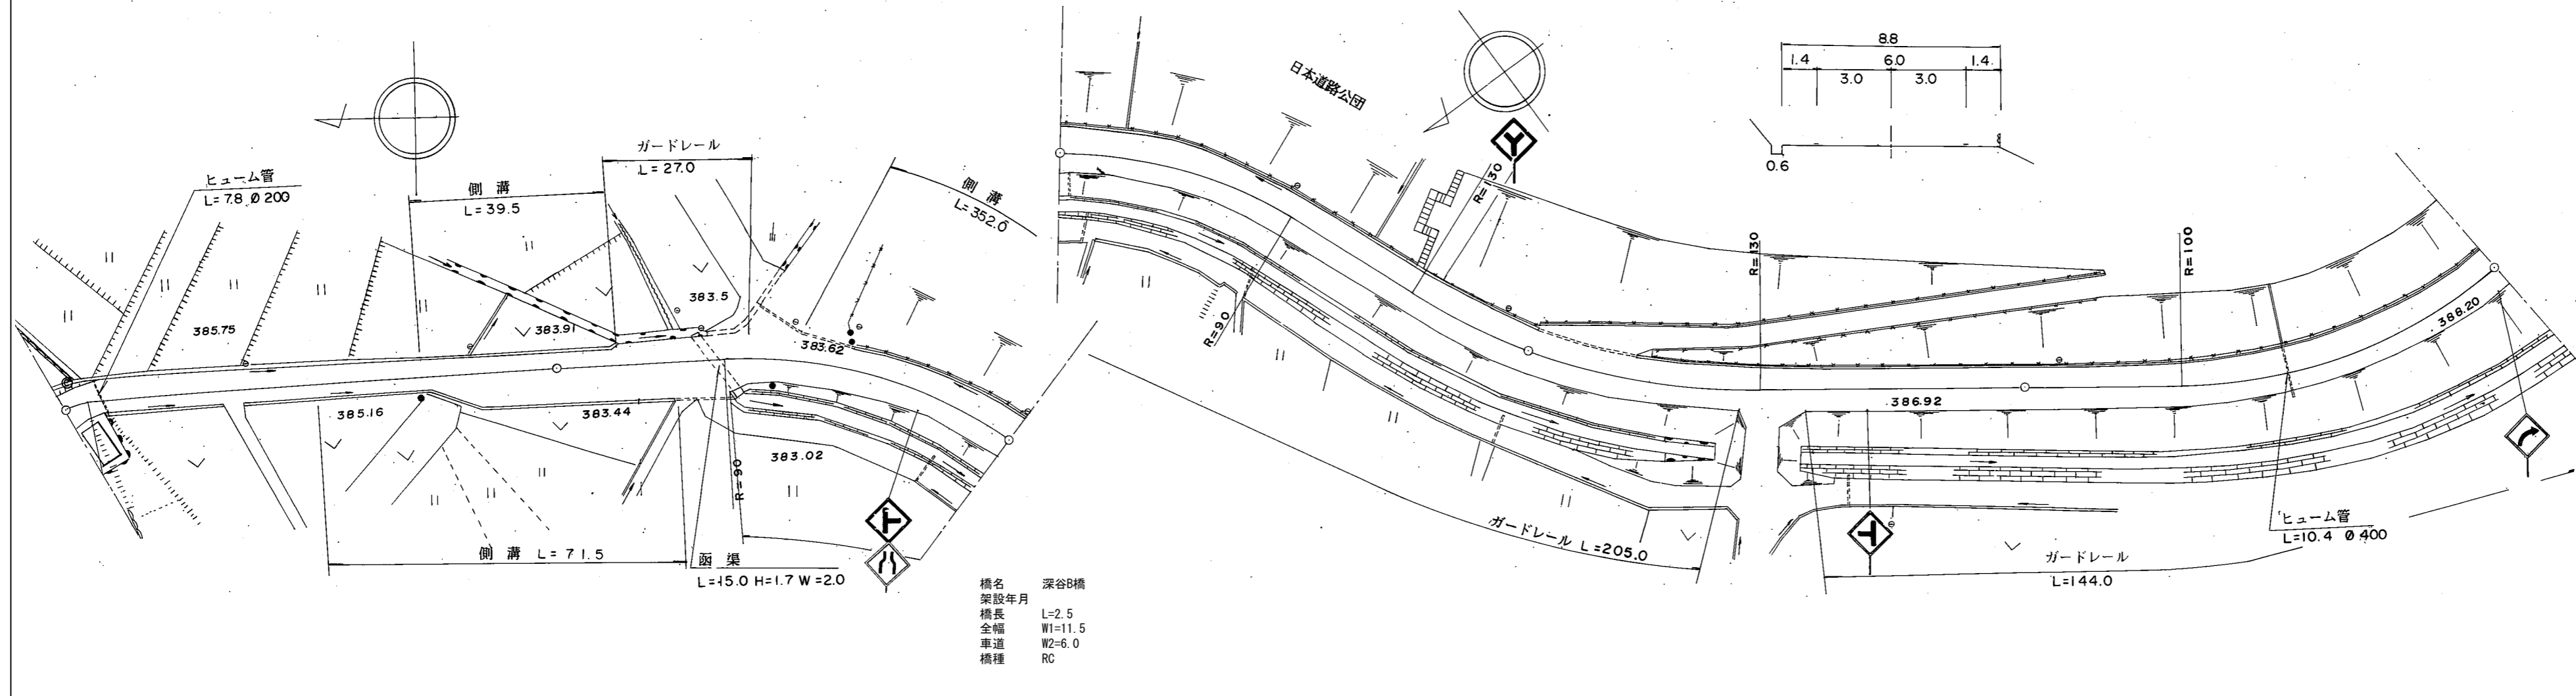 ヒューム管
L=7.8 Ø200
側溝
L=39.5
ガードレール
L=27.0
側溝
L=352.0
385.75
383.91
383.5
383.62
385.16
383.44
383.02
R=90
側溝 L=71.5
函渠
L=15.0 H=1.7 W=2.0
橋名 深谷B橋
架設年月
橋長 L=2.5
全幅 W1=11.5
車道 W2=6.0
橋種 RC
日本道路公団
R=130
R=90
R=130
R=100
8.8
1.4 6.0 1.4
3.0 3.0
0.6
388.20
386.92
ガードレール L=205.0
ガードレール
L=144.0
ヒューム管
L=10.4 Ø400